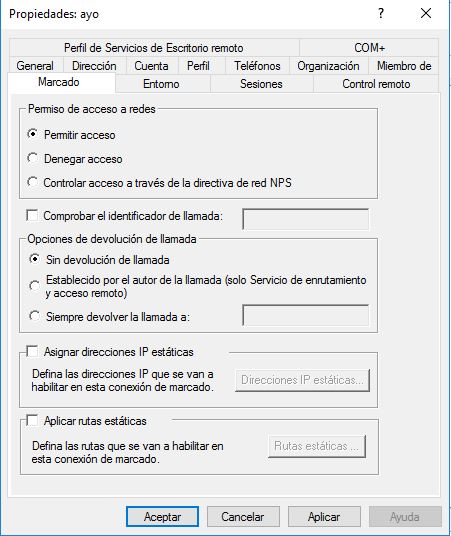 Propiedades: ayo
? ×
Perfil de Servicios de Escritorio remoto COM+
General Dirección Cuenta Perfil Teléfonos Organización Miembro de
Marcado Entorno Sesiones Control remoto
Permiso de acceso a redes
Permitir acceso
Denegar acceso
Controlar acceso a través de la directiva de red NPS
Comprobar el identificador de llamada:
Opciones de devolución de llamada
Sin devolución de llamada
Establecido por el autor de la llamada (solo Servicio de enrutamiento
y acceso remoto)
Siempre devolver la llamada a:
Asignar direcciones IP estáticas
Defina las direcciones IP que se van a
habilitar en esta conexión de marcado.
Direcciones IP estáticas...
Aplicar rutas estáticas
Defina las rutas que se van a habilitar en
esta conexión de marcado.
Rutas estáticas ...
Aceptar Cancelar Aplicar Ayuda